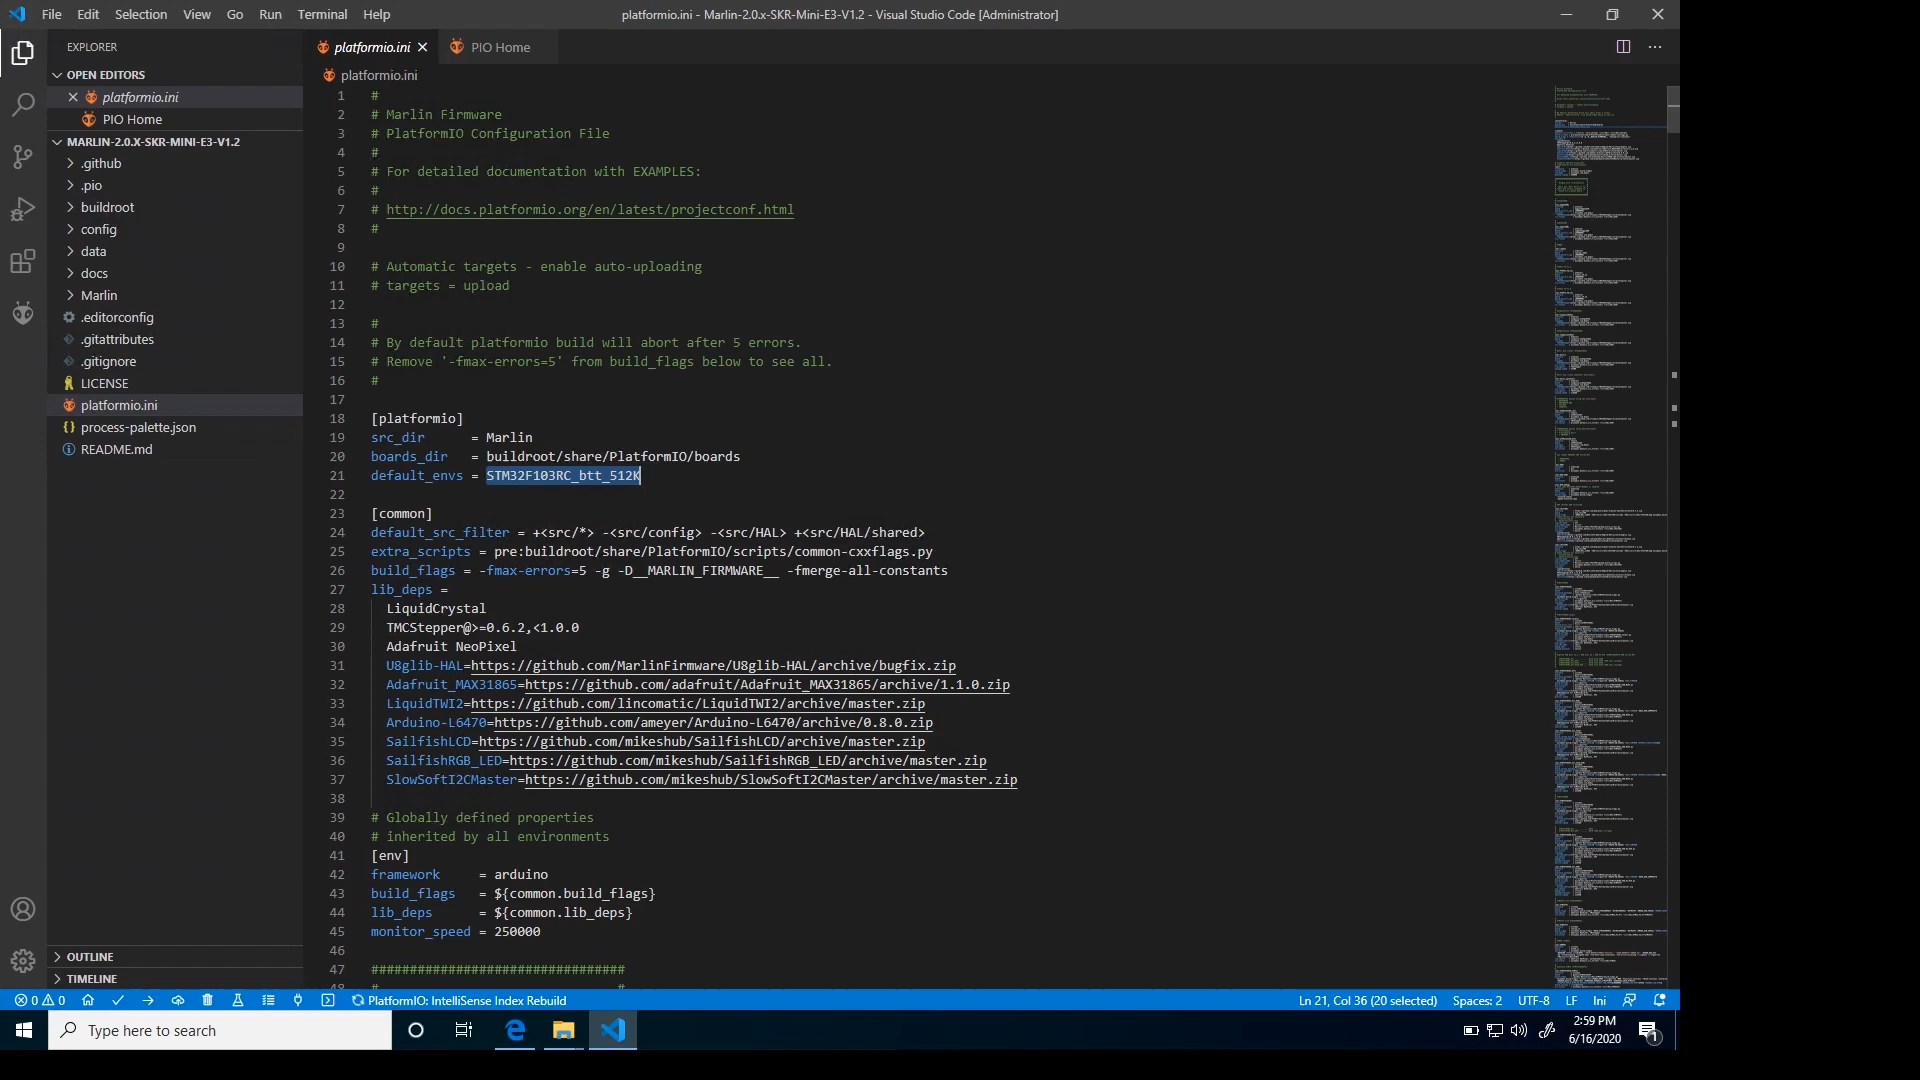 File Edit Selection View Go Run Terminal Help
platformio.ini - Marlin-2.0.x-SKR-Mini-E3-V1.2 - Visual Studio Code [Administrator]
EXPLORER
OPEN EDITORS
platformio.ini
PIO Home
MARLIN-2.0.X-SKR-MINI-E3-V1.2
.github
.pio
buildroot
config
data
docs
Marlin
.editorconfig
.gitattributes
.gitignore
LICENSE
platformio.ini
process-palette.json
README.md
OUTLINE
TIMELINE
platformio.ini
PIO Home
platformio.ini
1 #
2 # Marlin Firmware
3 # PlatformIO Configuration File
4 #
5 # For detailed documentation with EXAMPLES:
6 #
7 # http://docs.platformio.org/en/latest/projectconf.html
8 #
9
10 # Automatic targets - enable auto-uploading
11 # targets = upload
12
13 #
14 # By default platformio build will abort after 5 errors.
15 # Remove '-fmax-errors=5' from build_flags below to see all.
16 #
17
18 [platformio]
19 src_dir      = Marlin
20 boards_dir   = buildroot/share/PlatformIO/boards
21 default_envs = STM32F103RC_btt_512K
22
23 [common]
24 default_src_filter = +<src/*> -<src/config> -<src/HAL> +<src/HAL/shared>
25 extra_scripts = pre:buildroot/share/PlatformIO/scripts/common-cxxflags.py
26 build_flags = -fmax-errors=5 -g -D__MARLIN_FIRMWARE__ -fmerge-all-constants
27 lib_deps =
28 LiquidCrystal
29 TMCStepper@>=0.6.2,<1.0.0
30 Adafruit NeoPixel
31 U8glib-HAL=https://github.com/MarlinFirmware/U8glib-HAL/archive/bugfix.zip
32 Adafruit_MAX31865=https://github.com/adafruit/Adafruit_MAX31865/archive/1.1.0.zip
33 LiquidTWI2=https://github.com/lincomatic/LiquidTWI2/archive/master.zip
34 Arduino-L6470=https://github.com/ameyer/Arduino-L6470/archive/0.8.0.zip
35 SailfishLCD=https://github.com/mikeshub/SailfishLCD/archive/master.zip
36 SailfishRGB_LED=https://github.com/mikeshub/SailfishRGB_LED/archive/master.zip
37 SlowSoftI2CMaster=https://github.com/mikeshub/SlowSoftI2CMaster/archive/master.zip
38
39 # Globally defined properties
40 # inherited by all environments
41 [env]
42 framework     = arduino
43 build_flags   = ${common.build_flags}
44 lib_deps      = ${common.lib_deps}
45 monitor_speed = 250000
46
47 #################################
48 # #
0 0 PlatformIO: IntelliSense Index Rebuild
Ln 21, Col 36 (20 selected) Spaces: 2 UTF-8 LF Ini
Type here to search
2:59 PM
6/16/2020
1